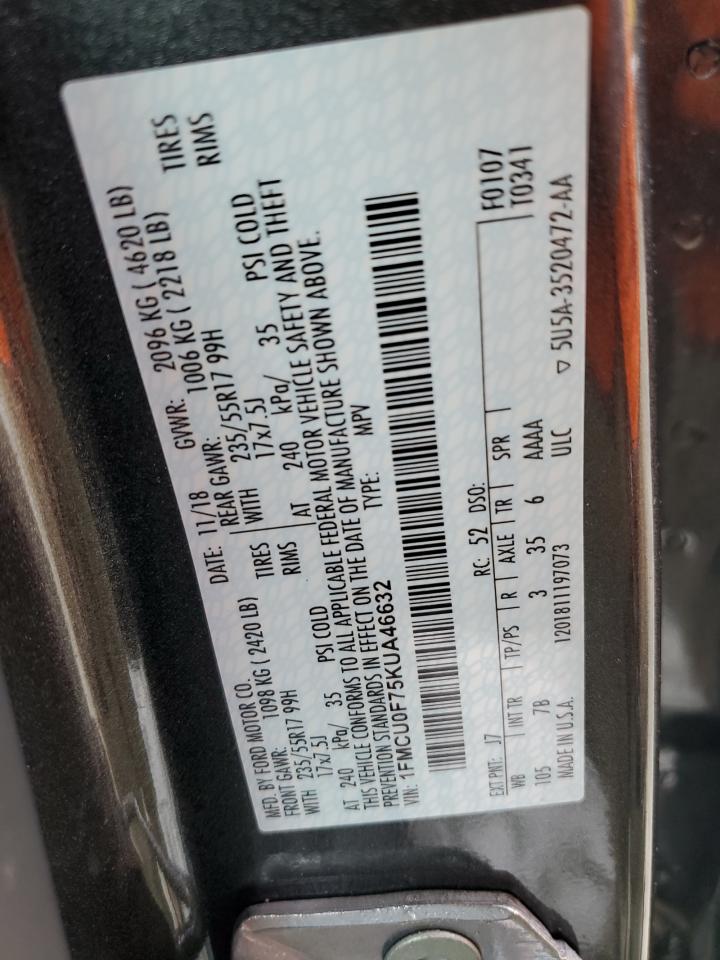 MFD. BY FORD MOTOR CO. DATE: 11/18 GVWR: 2096 KG ( 4620 LB)
FRONT GAWR: 1098 KG ( 2420 LB) REAR GAWR: 1006 KG ( 2218 LB)
WITH 235/55R17 99H TIRES WITH 235/55R17 99H TIRES
17x7.5J RIMS 17x7.5J RIMS
AT 240 kPa/ 35 PSI COLD AT 240 kPa/ 35 PSI COLD
THIS VEHICLE CONFORMS TO ALL APPLICABLE FEDERAL MOTOR VEHICLE SAFETY AND THEFT
PREVENTION STANDARDS IN EFFECT ON THE DATE OF MANUFACTURE SHOWN ABOVE.
VIN: 1FMCU0F75KUA46632 TYPE: MPV
EXT PNT: J7 RC: 52 DSO: F0107
WB INT TR TP/PS R AXLE TR SPR T0341
105 7B 3 35 6 AAAA
MADE IN U.S.A. 1201811197073 ULC ▽ 5U5A-3520472-AA